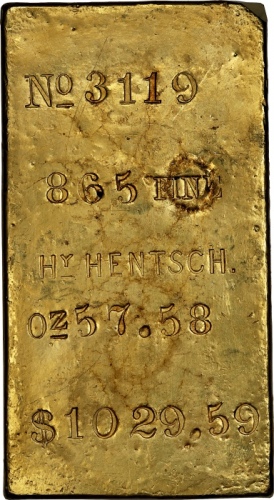 No 3119
865 FINE
HY HENTSCH.
Oz 57.58
$1029.59